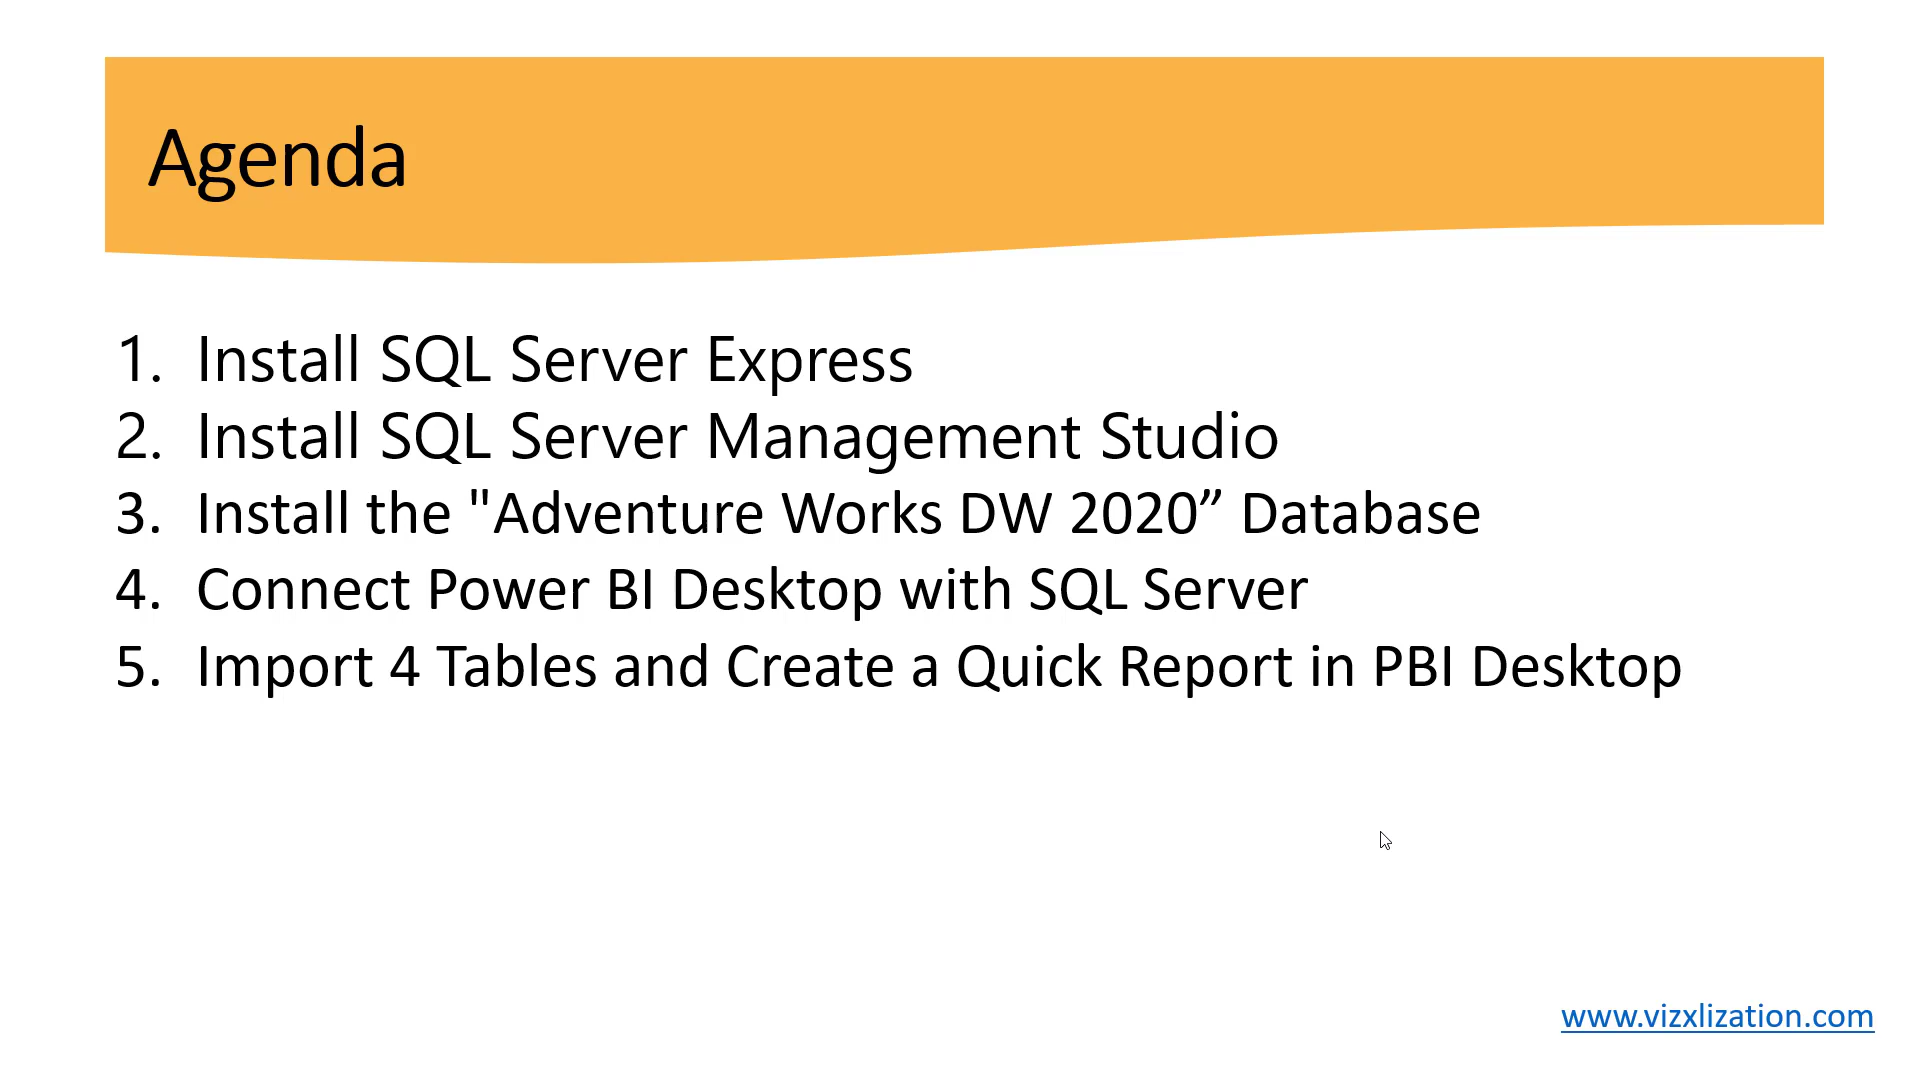 Agenda
1. Install SQL Server Express
2. Install SQL Server Management Studio
3. Install the "Adventure Works DW 2020” Database
4. Connect Power BI Desktop with SQL Server
5. Import 4 Tables and Create a Quick Report in PBI Desktop
www.vizxlization.com